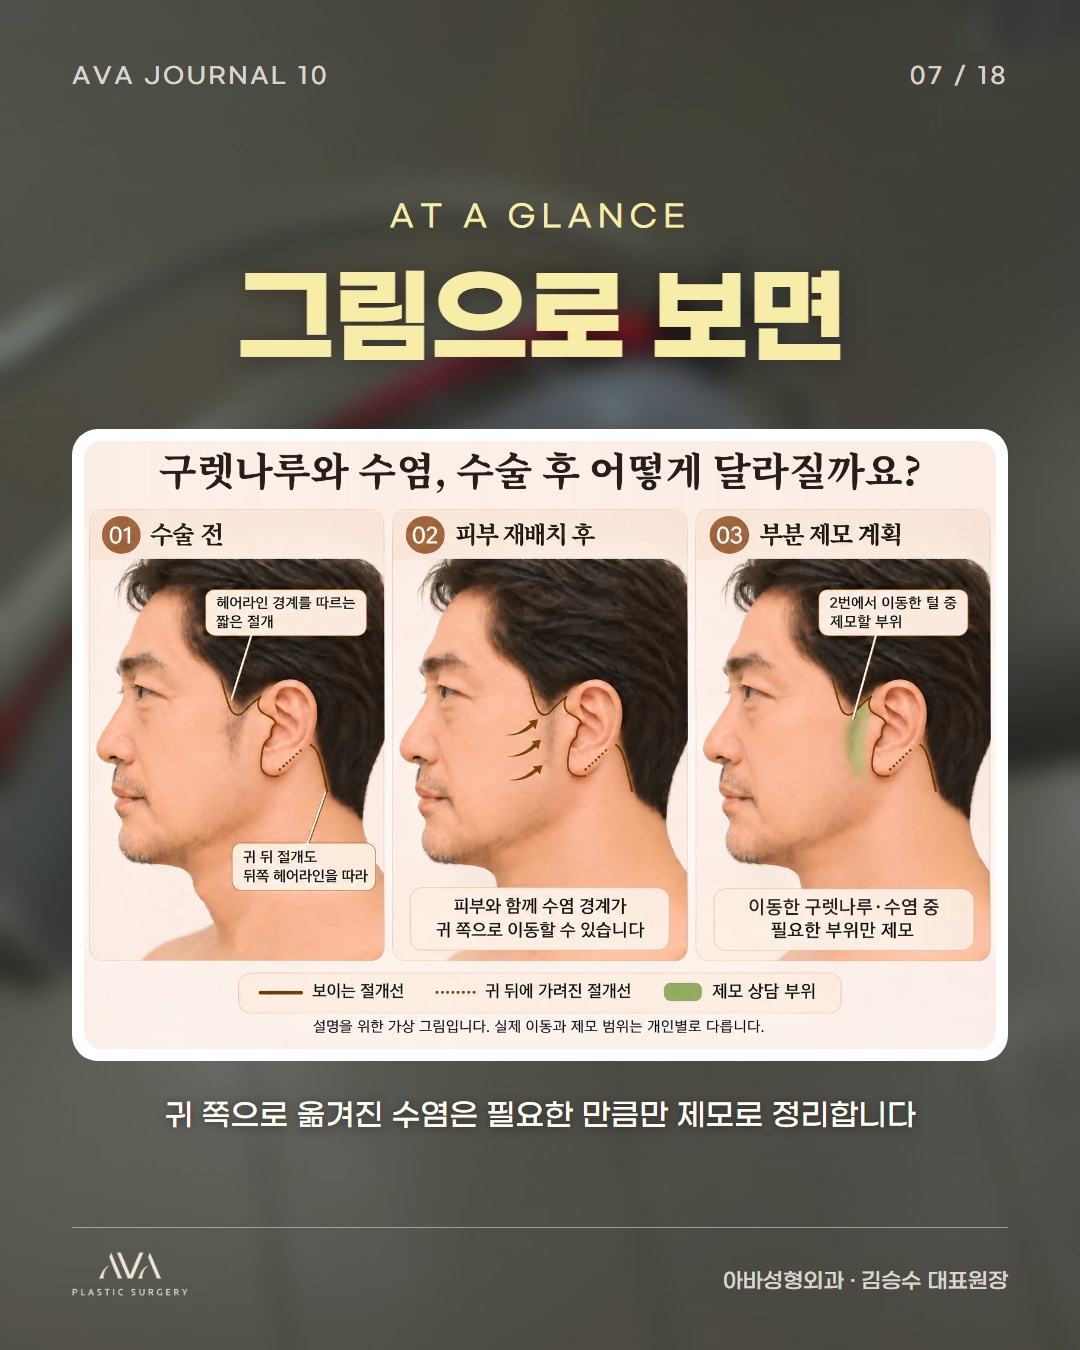 AVA JOURNAL 10
07 / 18
AT A GLANCE
그림으로 보면
구렛나루와 수염, 수술 후 어떻게 달라질까요?
01 수술 전
헤어라인 경계를 따르는
짧은 절개
귀 뒤 절개도
뒤쪽 헤어라인을 따라
02 피부 재배치 후
피부와 함께 수염 경계가
귀 쪽으로 이동할 수 있습니다
03 부분 제모 계획
2번에서 이동한 털 중
제모할 부위
이동한 구렛나루·수염 중
필요한 부위만 제모
보이는 절개선
귀 뒤에 가려진 절개선
제모 상담 부위
설명을 위한 가상 그림입니다. 실제 이동과 제모 범위는 개인별로 다릅니다.
귀 쪽으로 옮겨진 수염은 필요한 만큼만 제모로 정리합니다
AVA
PLASTIC SURGERY
아바성형외과 · 김승수 대표원장